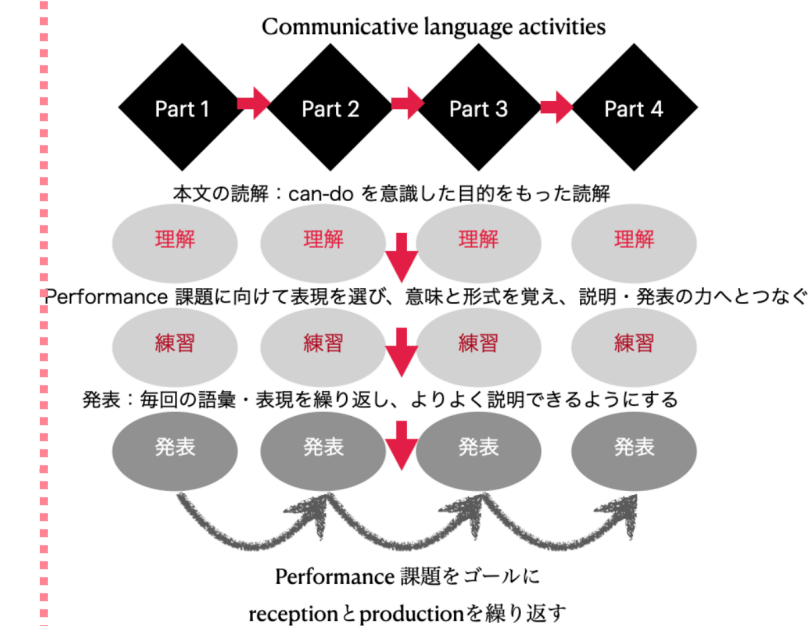 Communicative language activities
Part 1 Part 2 Part 3 Part 4
本文の読解：can-do を意識した目的をもった読解
理解 理解 理解 理解
Performance 課題に向けて表現を選び、意味と形式を覚え、説明・発表の力へとつなぐ
練習 練習 練習 練習
発表：毎回の語彙・表現を繰り返し、よりよく説明できるようにする
発表 発表 発表 発表
Performance 課題をゴールに
receptionとproductionを繰り返す